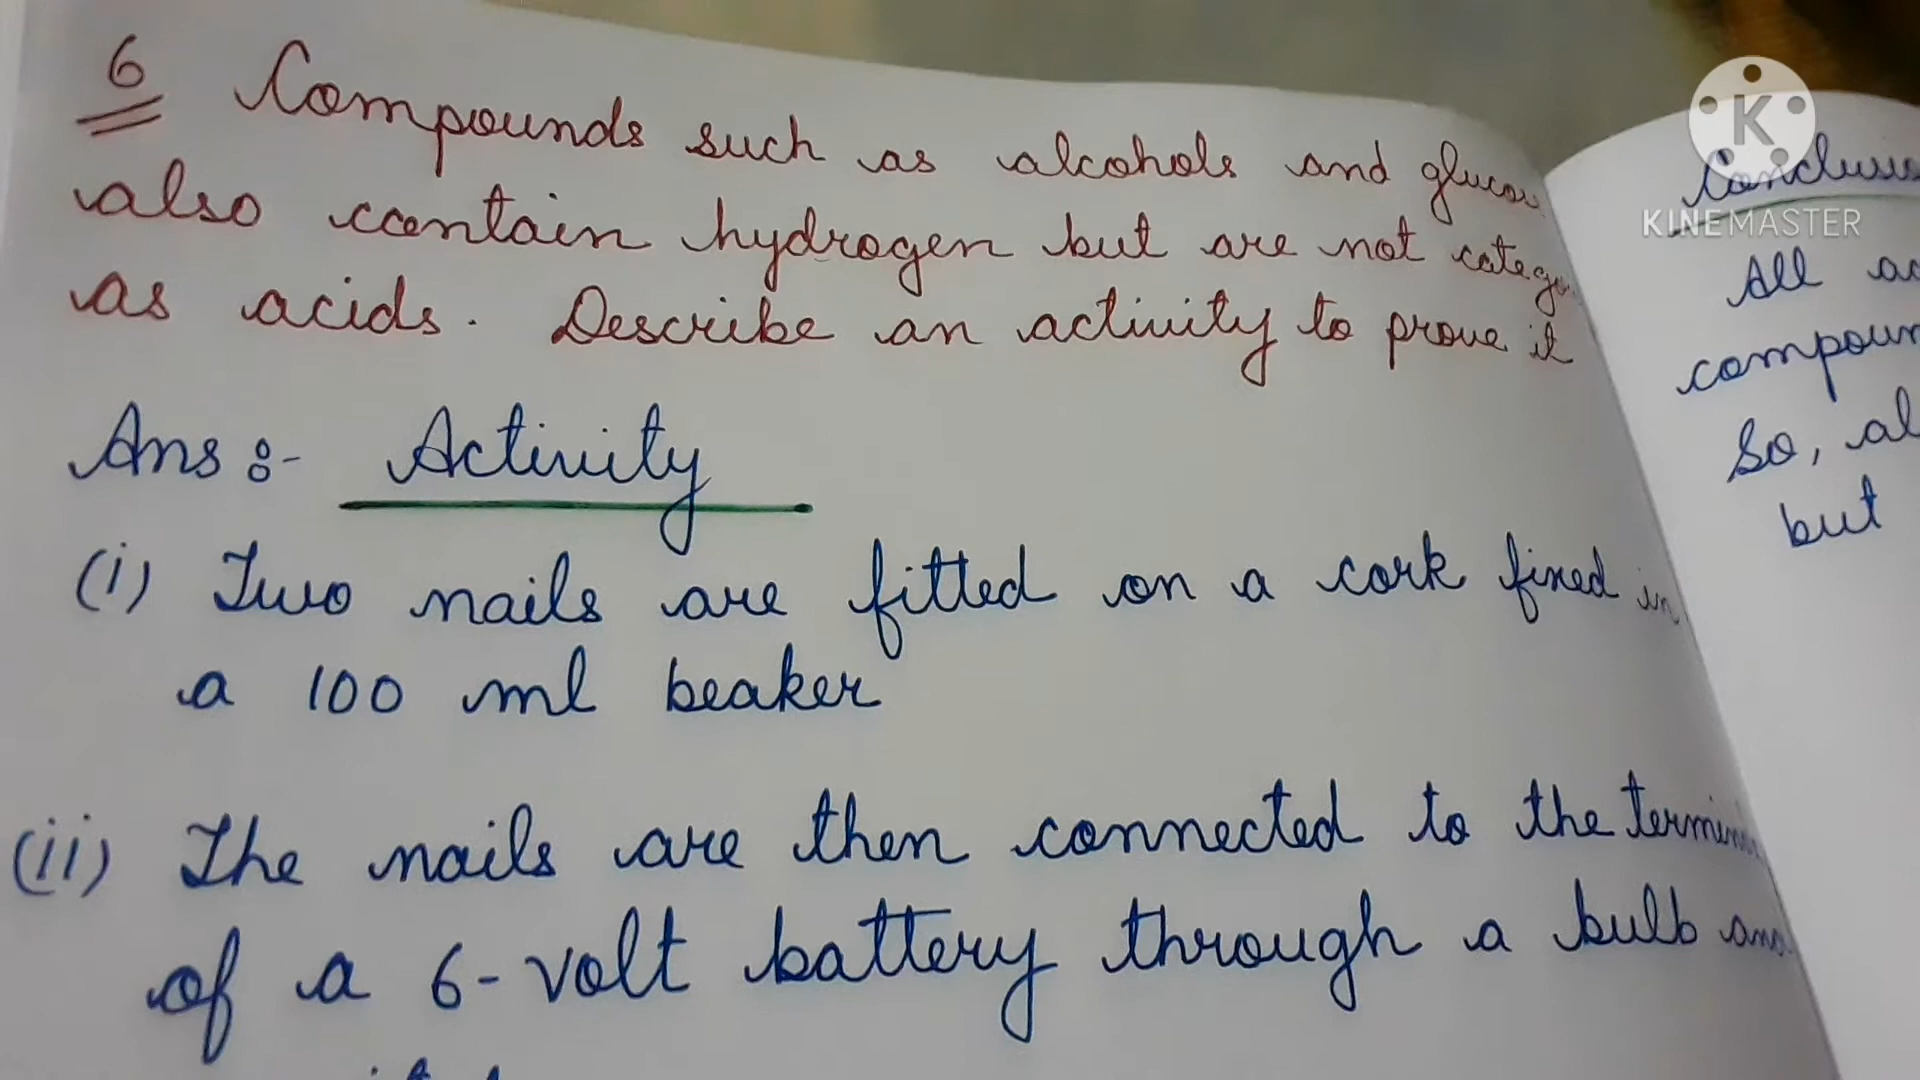 6 Compounds such as alcohols and
also contain hydrogen but are not
as acids. Describe an activity to prove it
Ans :- Activity
(i) Two nails are fitted on a cork fixed in
a 100 ml beaker
(ii) The nails are then connected to the
of a 6-volt battery through a bulb and
K
KINEMASTER
All
So,
but